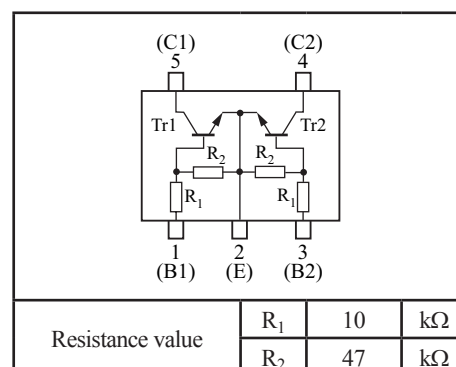 (C1) (C2)
5 4
Tr1 Tr2
R₂ R₂
R₁ R₁
1 2 3
(B1) (E) (B2)
Resistance value R₁ 10 kΩ
R₂ 47 kΩ